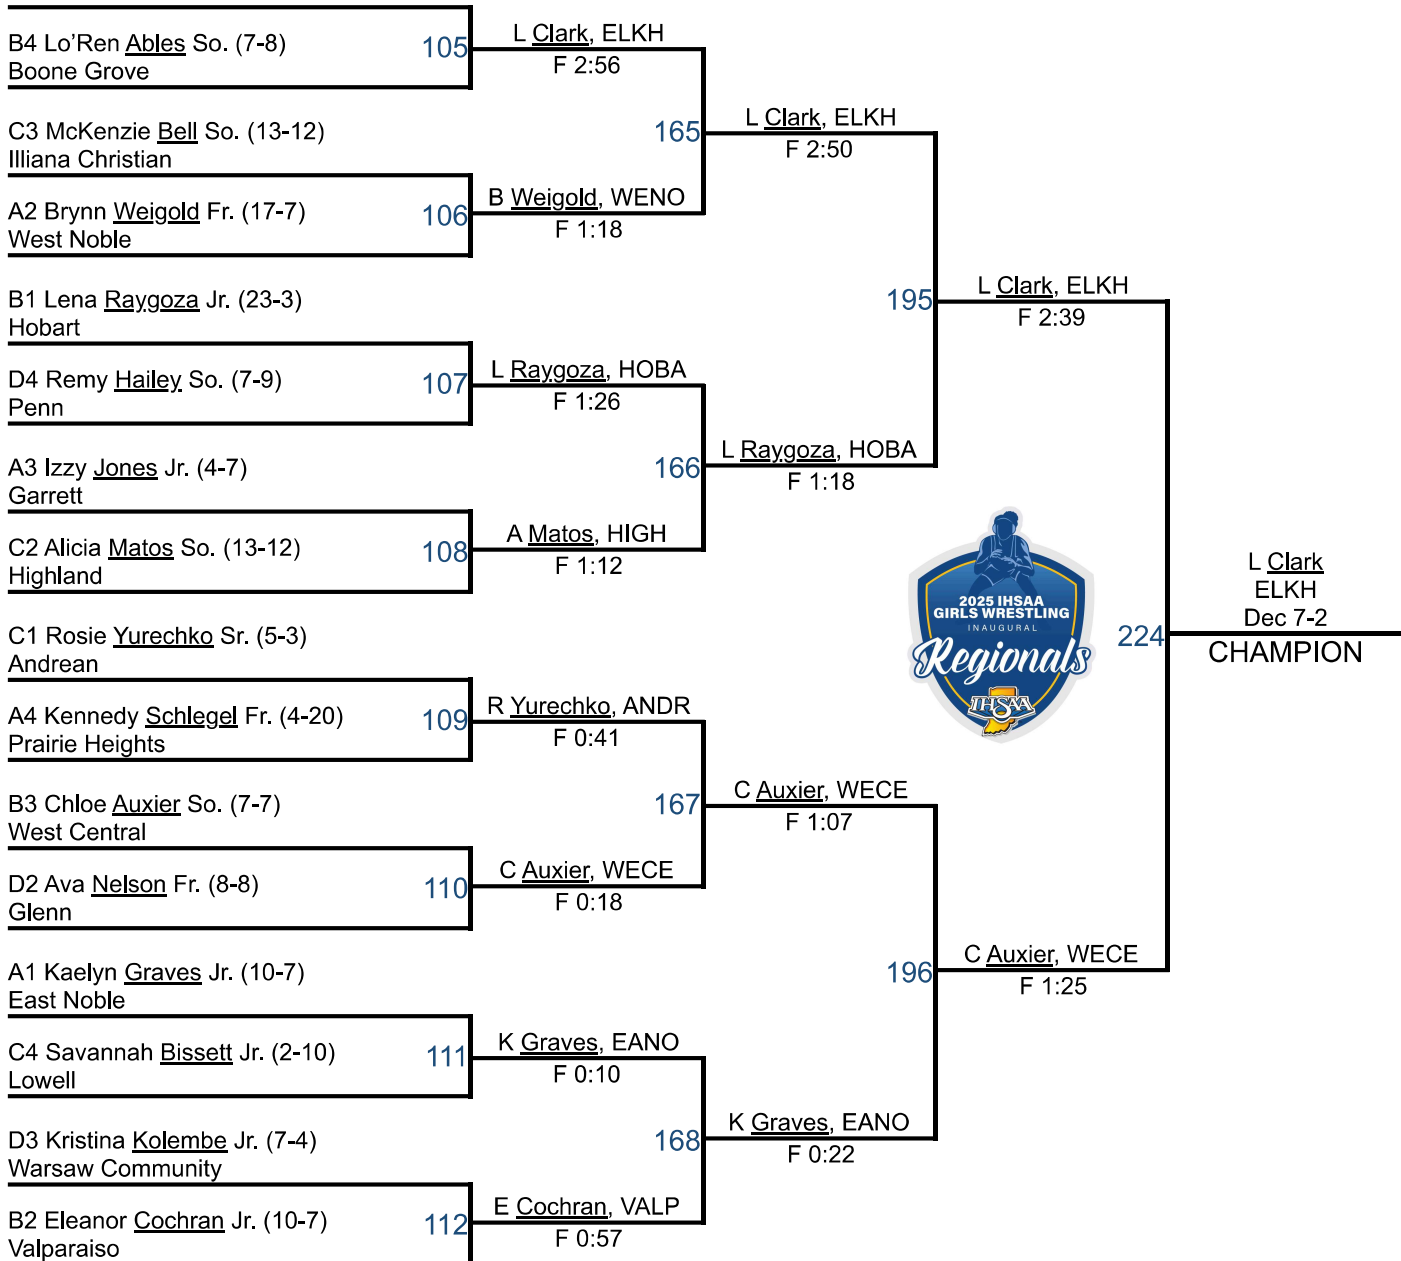 B4 Lo'Ren Ables So. (7-8)
Boone Grove
105
L Clark, ELKH
F 2:56
C3 McKenzie Bell So. (13-12)
Illiana Christian
165
L Clark, ELKH
F 2:50
A2 Brynn Weigold Fr. (17-7)
West Noble
106
B Weigold, WENO
F 1:18
B1 Lena Raygoza Jr. (23-3)
Hobart
195
L Clark, ELKH
F 2:39
D4 Remy Hailey So. (7-9)
Penn
107
L Raygoza, HOBA
F 1:26
A3 Izzy Jones Jr. (4-7)
Garrett
166
L Raygoza, HOBA
F 1:18
C2 Alicia Matos So. (13-12)
Highland
108
A Matos, HIGH
F 1:12
2025 IHSAA
GIRLS WRESTLING
INAUGURAL
Regionals
IHSAA
224
L Clark
ELKH
Dec 7-2
CHAMPION
C1 Rosie Yurechko Sr. (5-3)
Andrean
A4 Kennedy Schlegel Fr. (4-20)
Prairie Heights
109
R Yurechko, ANDR
F 0:41
B3 Chloe Auxier So. (7-7)
West Central
167
C Auxier, WECE
F 1:07
D2 Ava Nelson Fr. (8-8)
Glenn
110
C Auxier, WECE
F 0:18
A1 Kaelyn Graves Jr. (10-7)
East Noble
196
C Auxier, WECE
F 1:25
C4 Savannah Bissett Jr. (2-10)
Lowell
111
K Graves, EANO
F 0:10
D3 Kristina Kolembe Jr. (7-4)
Warsaw Community
168
K Graves, EANO
F 0:22
B2 Eleanor Cochran Jr. (10-7)
Valparaiso
112
E Cochran, VALP
F 0:57